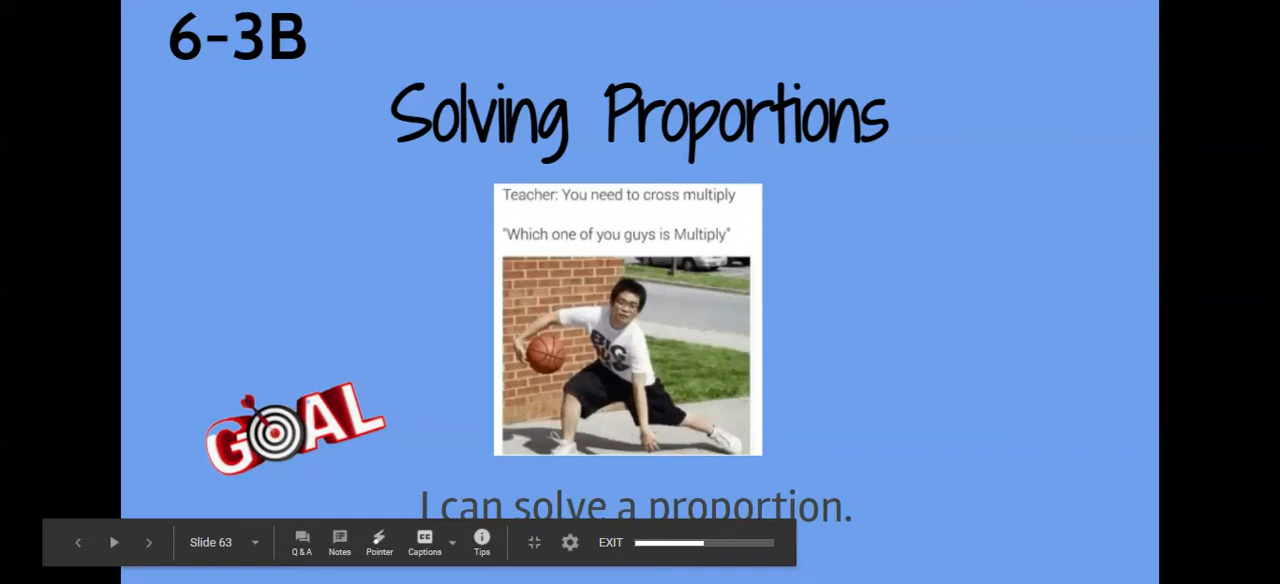 6-3B
Solving Proportions
Teacher: You need to cross multiply
"Which one of you guys is Multiply"
BIG
GOAL
I can solve a proportion.
Slide 63
Q & A
Notes
Pointer
CC
Captions
Tips
EXIT